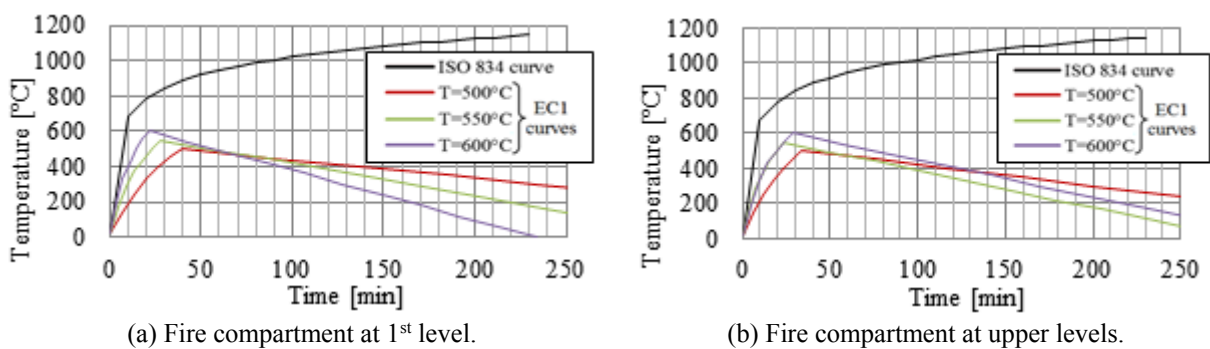 1200
1000
800
600
400
200
0
Temperature [°C]
ISO 834 curve
T=500°C
T=550°C
T=600°C
EC1
curves
0 50 100 150 200 250
Time [min]
(a) Fire compartment at 1st level.
1200
1000
800
600
400
200
0
Temperature [°C]
ISO 834 curve
T=500°C
T=550°C
T=600°C
EC1
curves
0 50 100 150 200 250
Time [min]
(b) Fire compartment at upper levels.